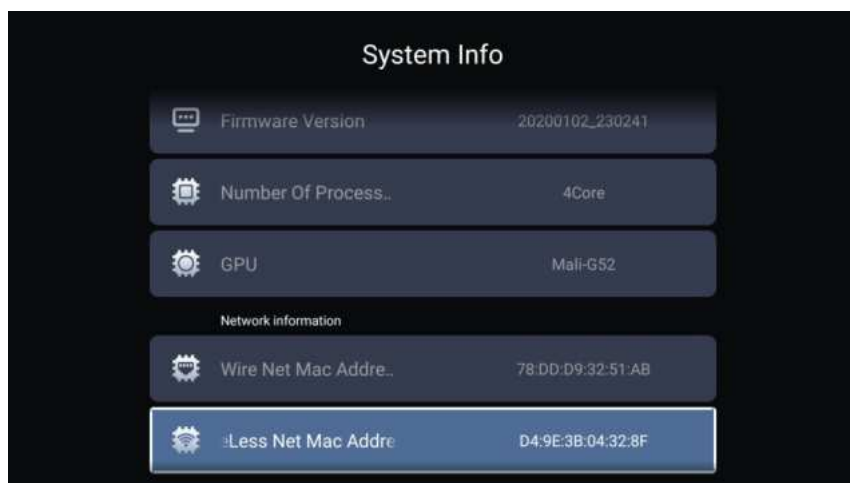 System Info
Firmware Version 20200102_230241
Number Of Process.. 4Core
GPU Mali-G52
Network information
Wire Net Mac Addre.. 78:DD:D9:32:51:AB
eLess Net Mac Addre D4:9E:3B:04:32:8F